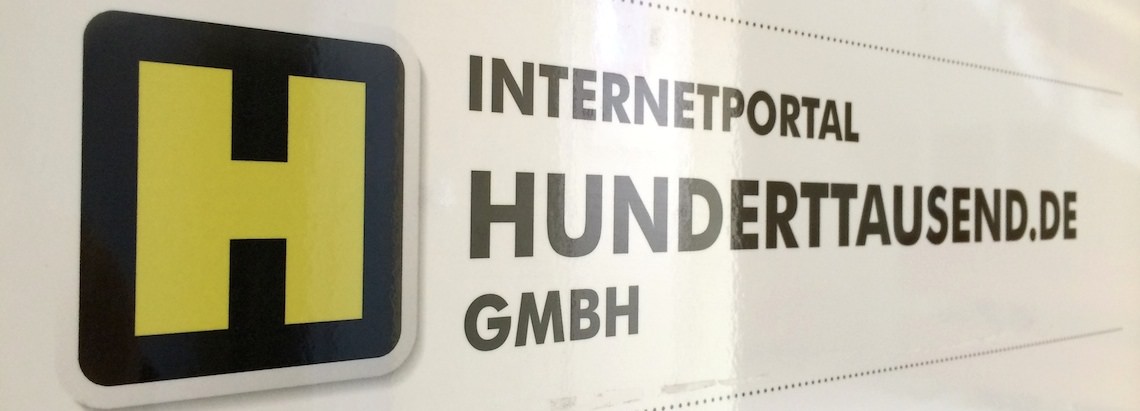 H
INTERNETPORTAL
HUNDERTTAUSEND.DE
GMBH